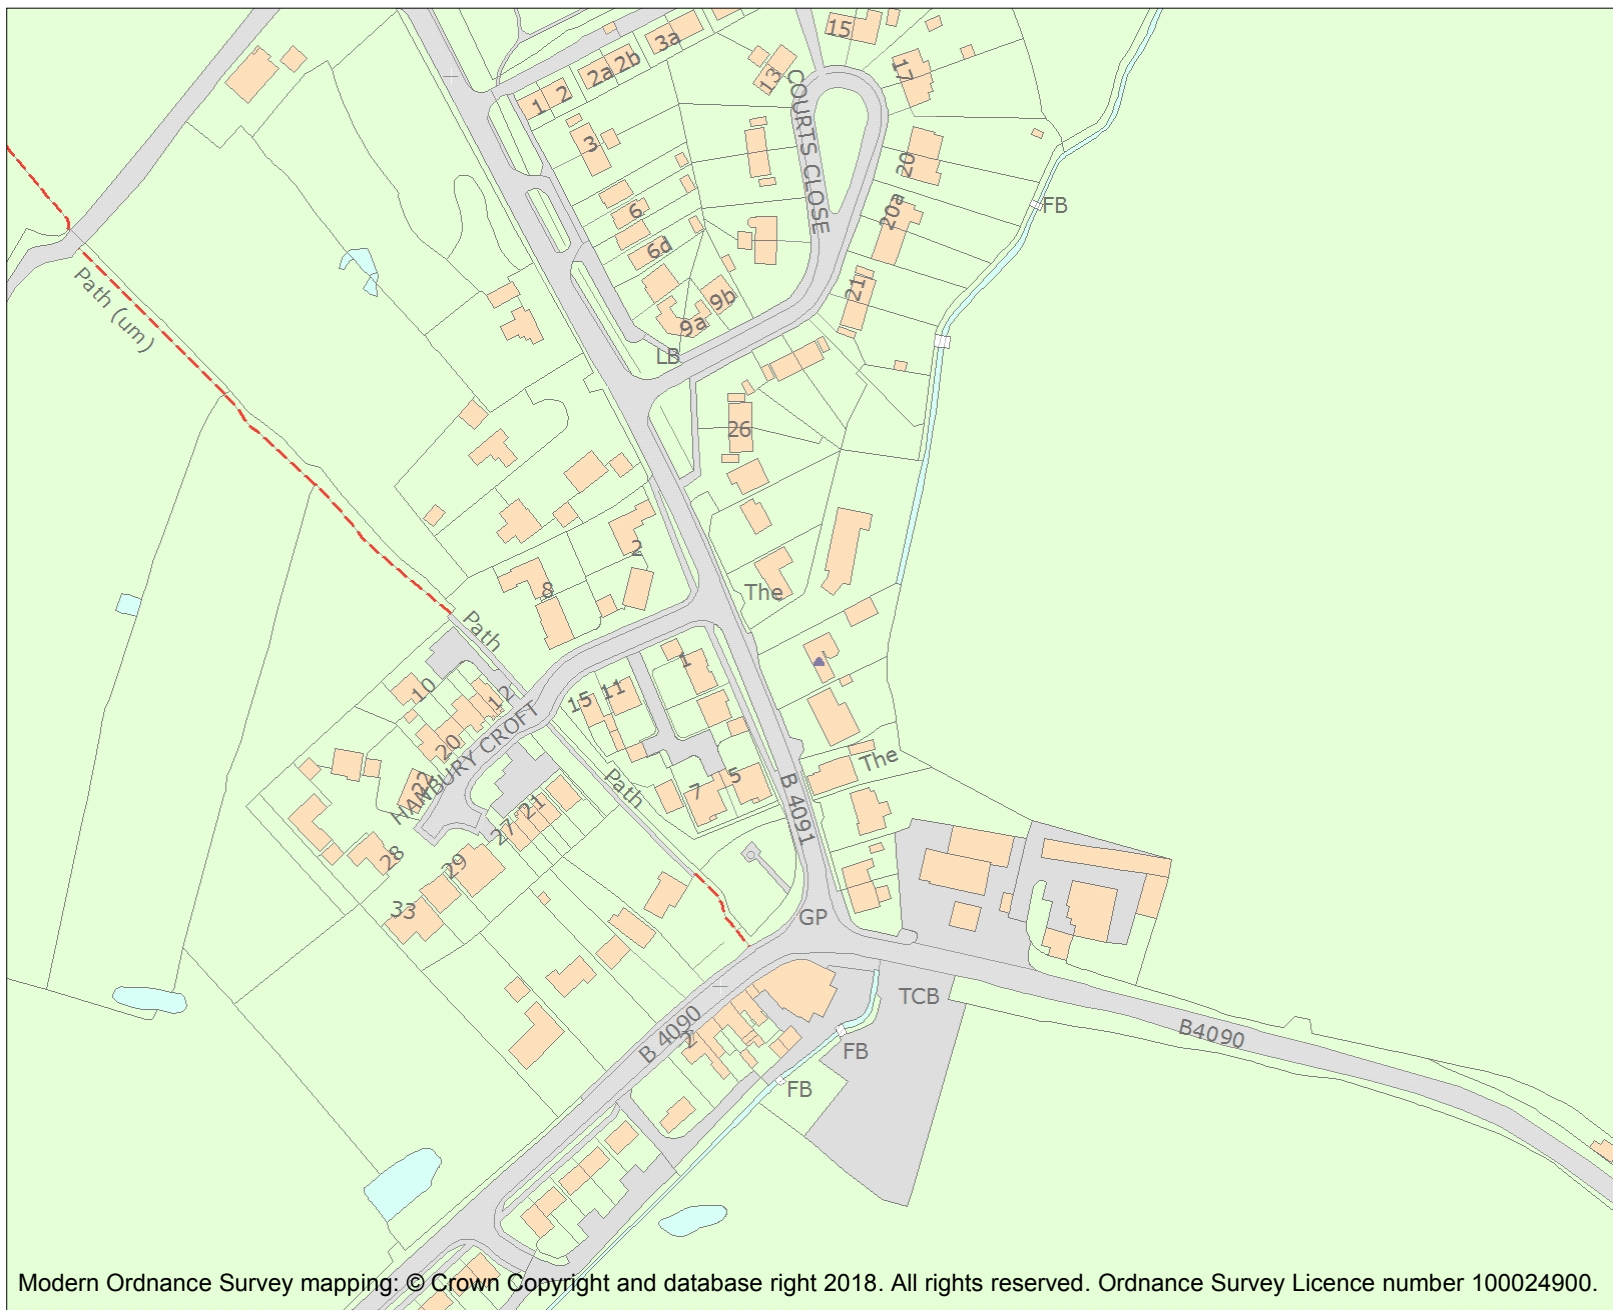 15
3a
2b
2a
13
17
2
1
3
COURTS CLOSE
20
6
20a
FB
6d
Path (um)
21
9b
9a
LB
26
2
8
The
Path
1
10
12
11
15
20
The
HANBURY CROFT
22
Path
5
7
B 4091
21
27
28
29
33
GP
TCB
B 4090
2
B4090
FB
FB
Modern Ordnance Survey mapping: © Crown Copyright and database right 2018. All rights reserved. Ordnance Survey Licence number 100024900.